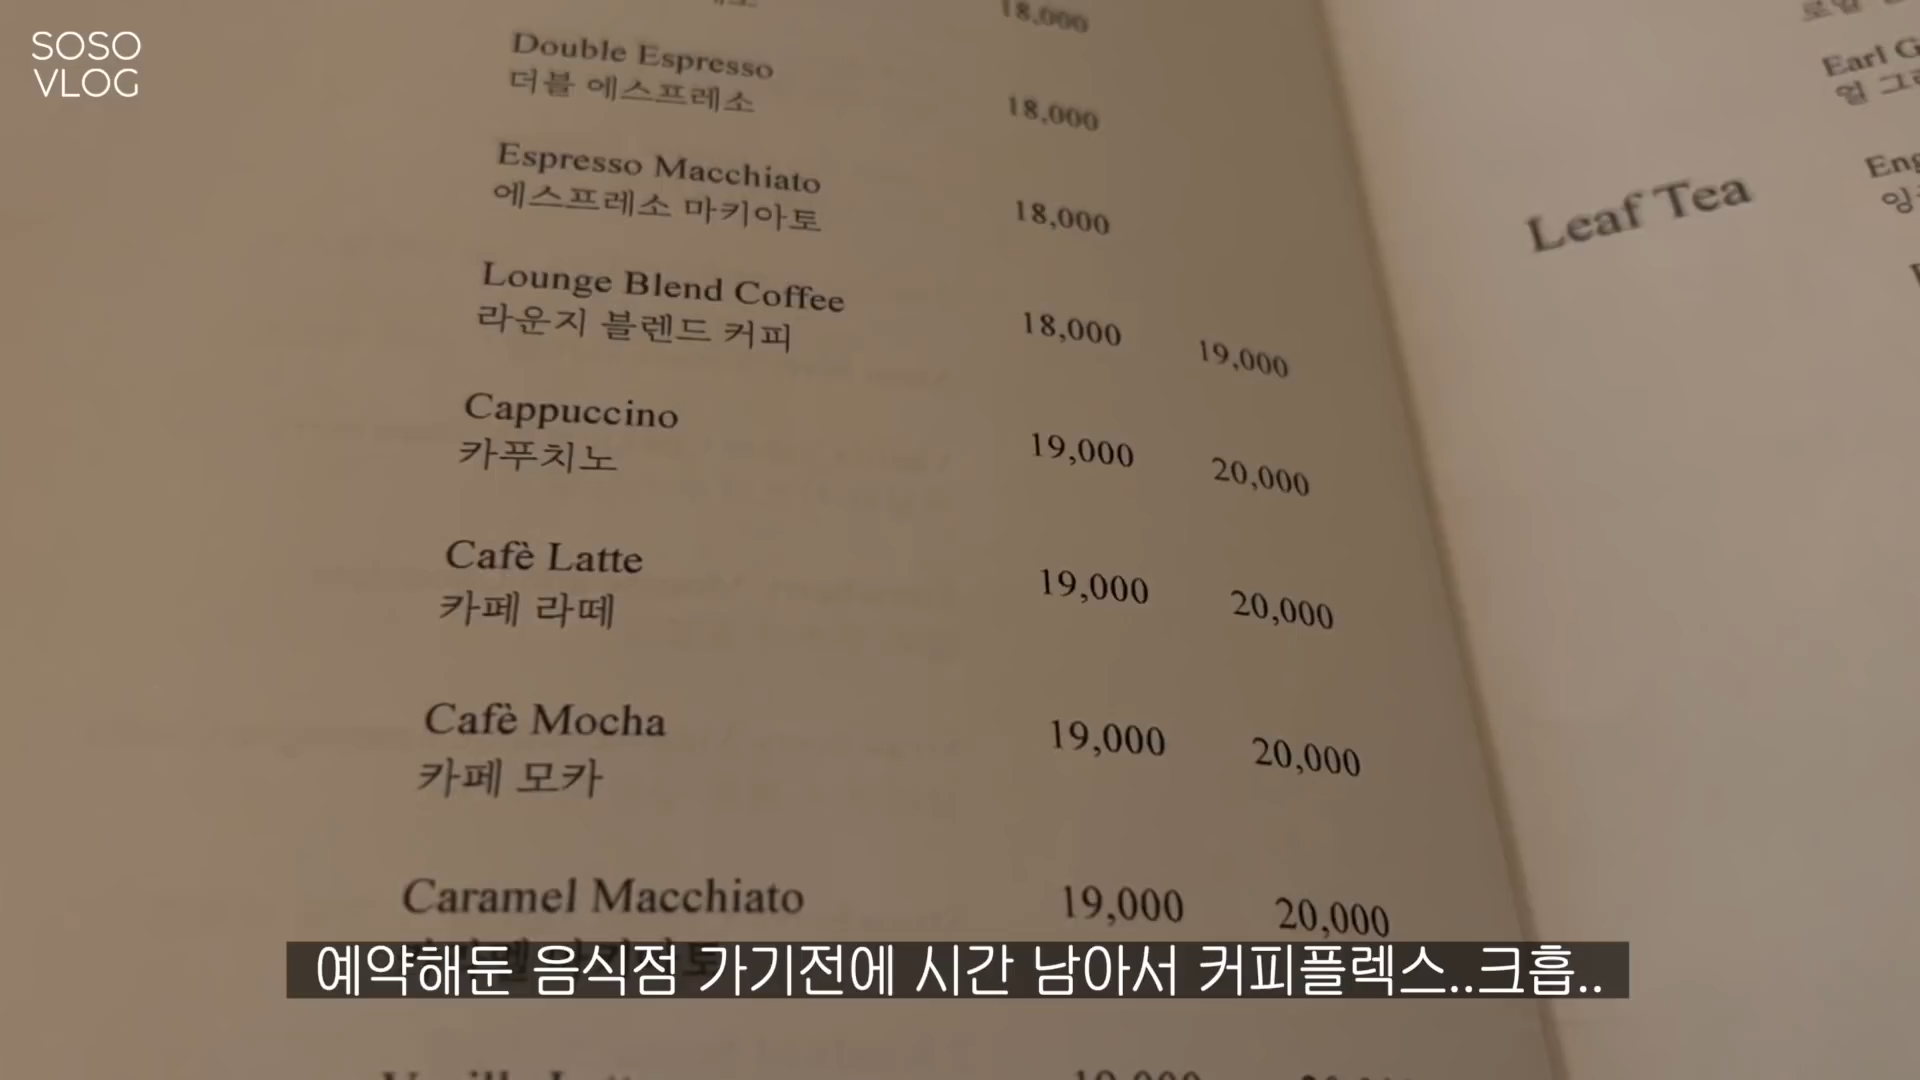 SOSO
VLOG
18,000
Double Espresso
더블 에스프레소
18,000
Espresso Macchiato
에스프레소 마키아토
18,000
Lounge Blend Coffee
라운지 블렌드 커피
18,000 19,000
Cappuccino
카푸치노
19,000 20,000
Cafè Latte
카페 라떼
19,000 20,000
Cafè Mocha
카페 모카
19,000 20,000
Caramel Macchiato
19,000 20,000
예약해둔 음식점 가기전에 시간 남아서 커피플렉스..크흡..
Earl
얼
Leaf Tea